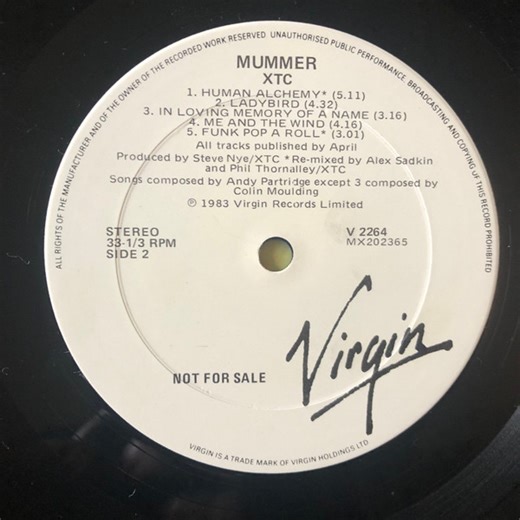 ALL RIGHTS OF THE MANUFACTURER AND OF THE OWNER OF THE RECORDED WORK RESERVED. UNAUTHORISED PUBLIC PERFORMANCE, BROADCASTING AND COPYING OF THIS RECORD PROHIBITED
MUMMER
XTC
1. HUMAN ALCHEMY* (5.11)
2. LADYBIRD (4.32)
3. IN LOVING MEMORY OF A NAME (3.16)
4. ME AND THE WIND (4.16)
5. FUNK POP A ROLL* (3.01)
All tracks published by April
Produced by Steve Nye/XTC *Re-mixed by Alex Sadkin
and Phil Thornalley/XTC
Songs composed by Andy Partridge except 3 composed by
Colin Moulding
℗ 1983 Virgin Records Limited
STEREO
33-1/3 RPM
SIDE 2
V 2264
MX202365
Virgin
NOT FOR SALE
VIRGIN IS A TRADE MARK OF VIRGIN HOLDINGS LTD